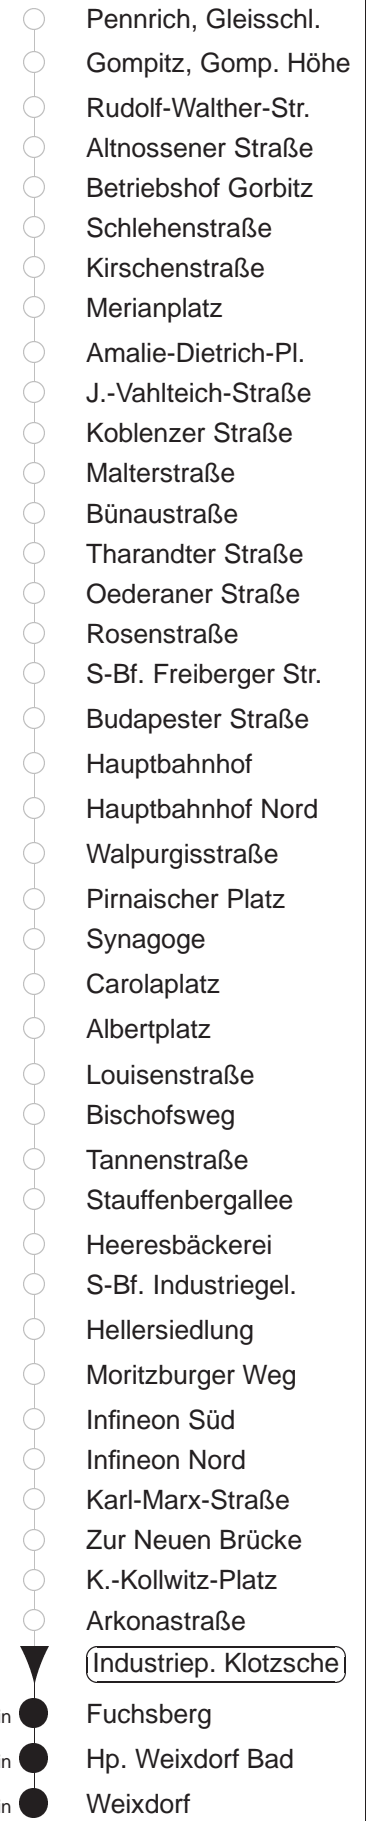 Pennrich, Gleisschl.
Gompitz, Gomp. Höhe
Rudolf-Walther-Str.
Altnossener Straße
Betriebshof Gorbitz
Schlehenstraße
Kirschenstraße
Merianplatz
Amalie-Dietrich-Pl.
J.-Vahlteich-Straße
Koblenzer Straße
Malterstraße
Bünaustraße
Tharandter Straße
Oederaner Straße
Rosenstraße
S-Bf. Freiberger Str.
Budapester Straße
Hauptbahnhof
Hauptbahnhof Nord
Walpurgisstraße
Pirnaischer Platz
Synagoge
Carolaplatz
Albertplatz
Louisenstraße
Bischofsweg
Tannenstraße
Stauffenbergallee
Heeresbäckerei
S-Bf. Industriegel.
Hellersiedlung
Moritzburger Weg
Infineon Süd
Infineon Nord
Karl-Marx-Straße
Zur Neuen Brücke
K.-Kollwitz-Platz
Arkonastraße
Industriep. Klotzsche
Fuchsberg
Hp. Weixdorf Bad
Weixdorf